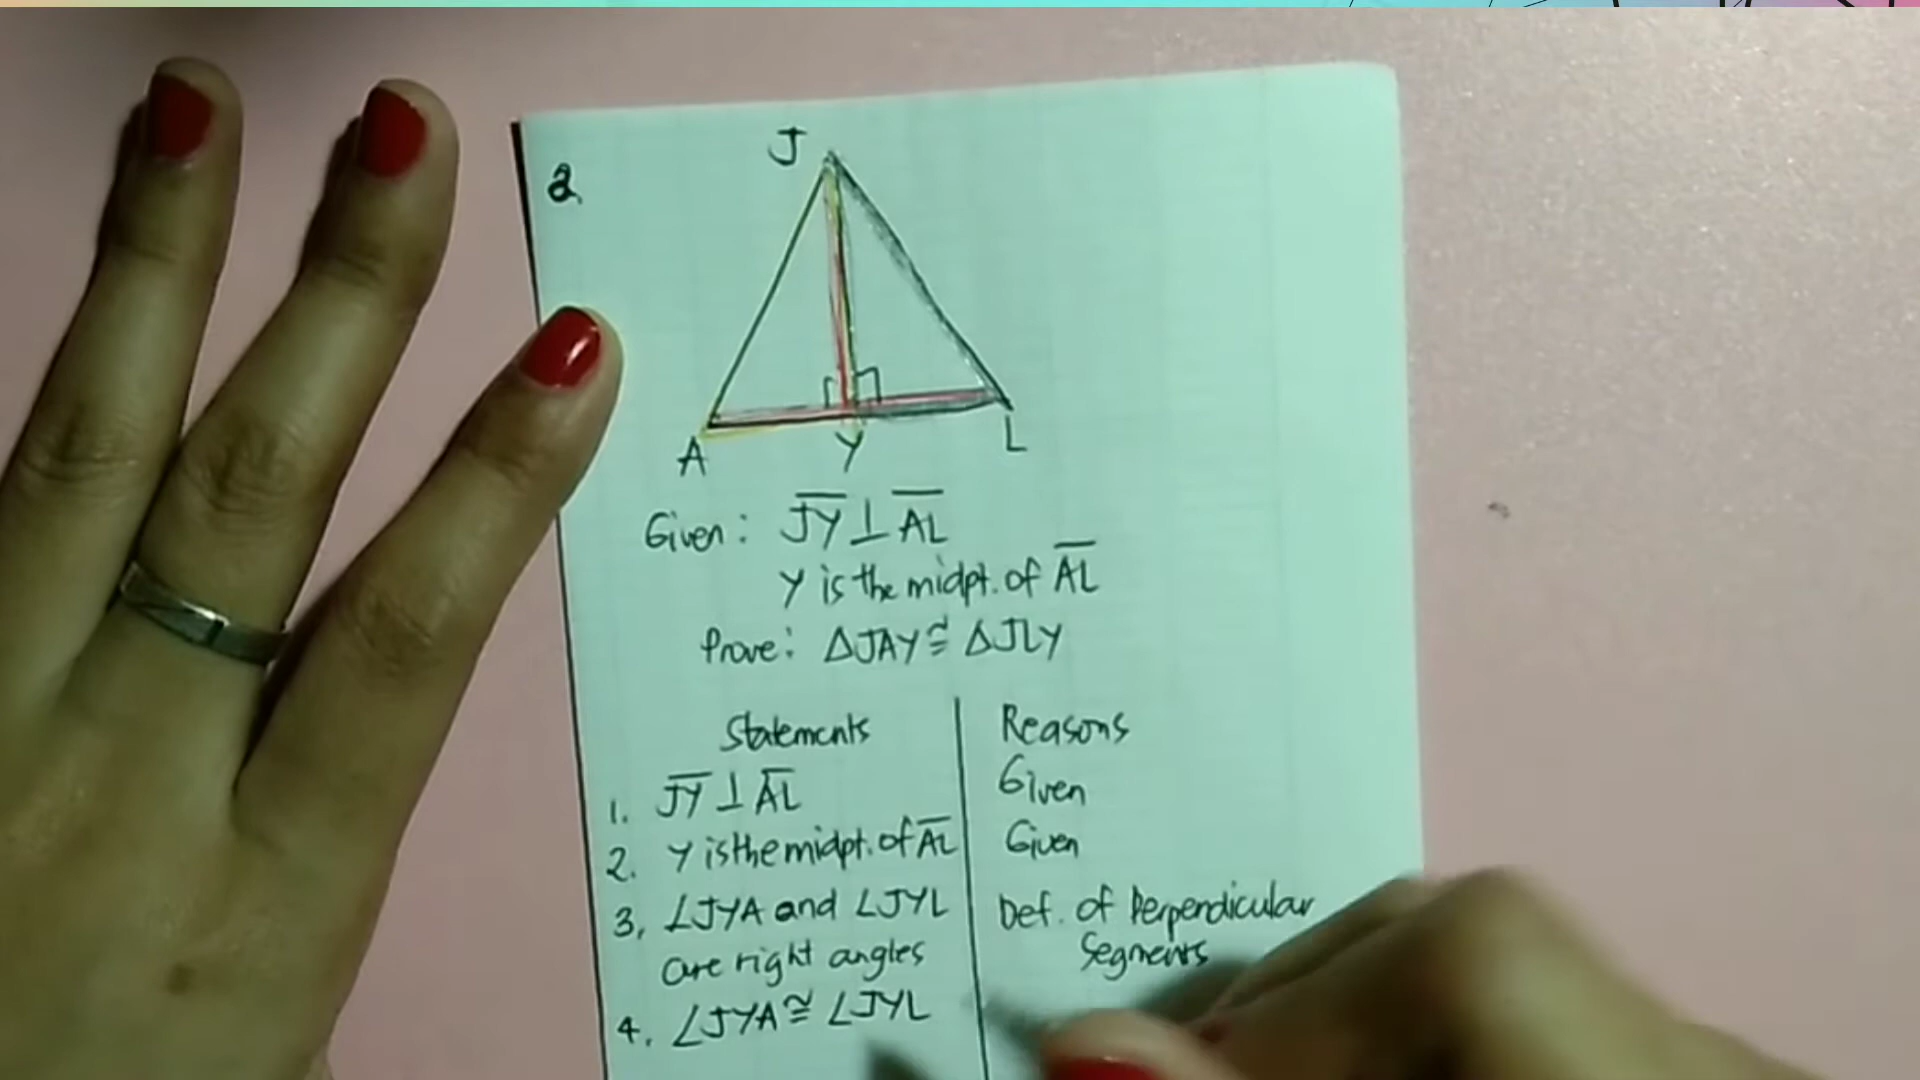 2
J
A Y L
Given: JY ⊥ AL
Y is the midpt. of AL
Prove: ΔJAY ≅ ΔJLY
Statements Reasons
1. JY ⊥ AL Given
2. Y is the midpt. of AL Given
3. ∠JYA and ∠JYL Def. of Perpendicular
are right angles Segments
4. ∠JYA ≅ ∠JYL